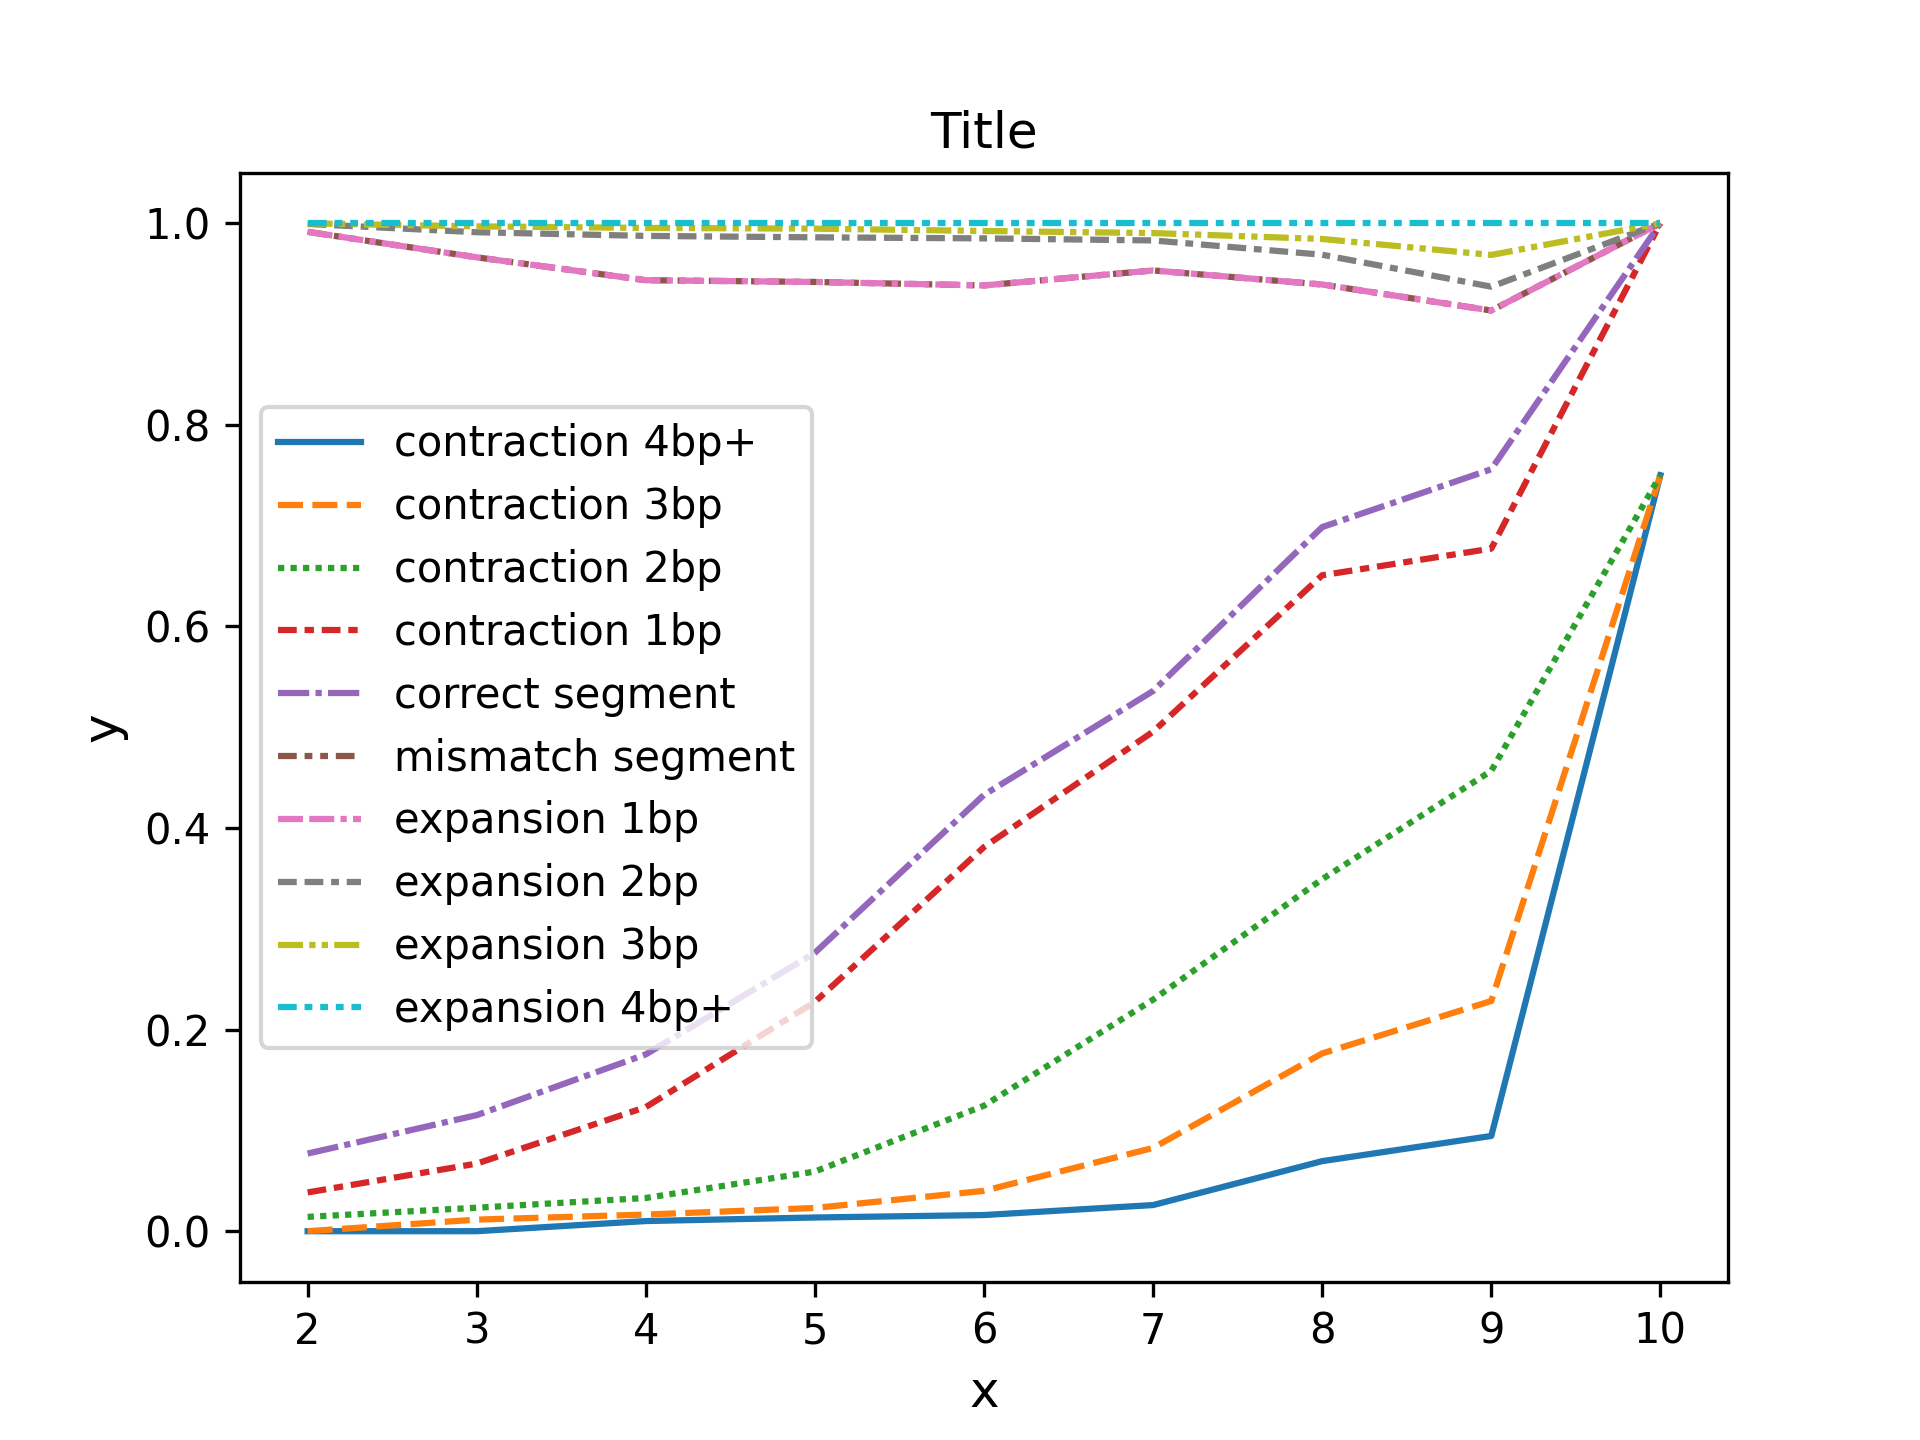 Title
1.0
0.8
0.6
0.4
0.2
0.0
y
contraction 4bp+
contraction 3bp
contraction 2bp
contraction 1bp
correct segment
mismatch segment
expansion 1bp
expansion 2bp
expansion 3bp
expansion 4bp+
2 3 4 5 6 7 8 9 10
x